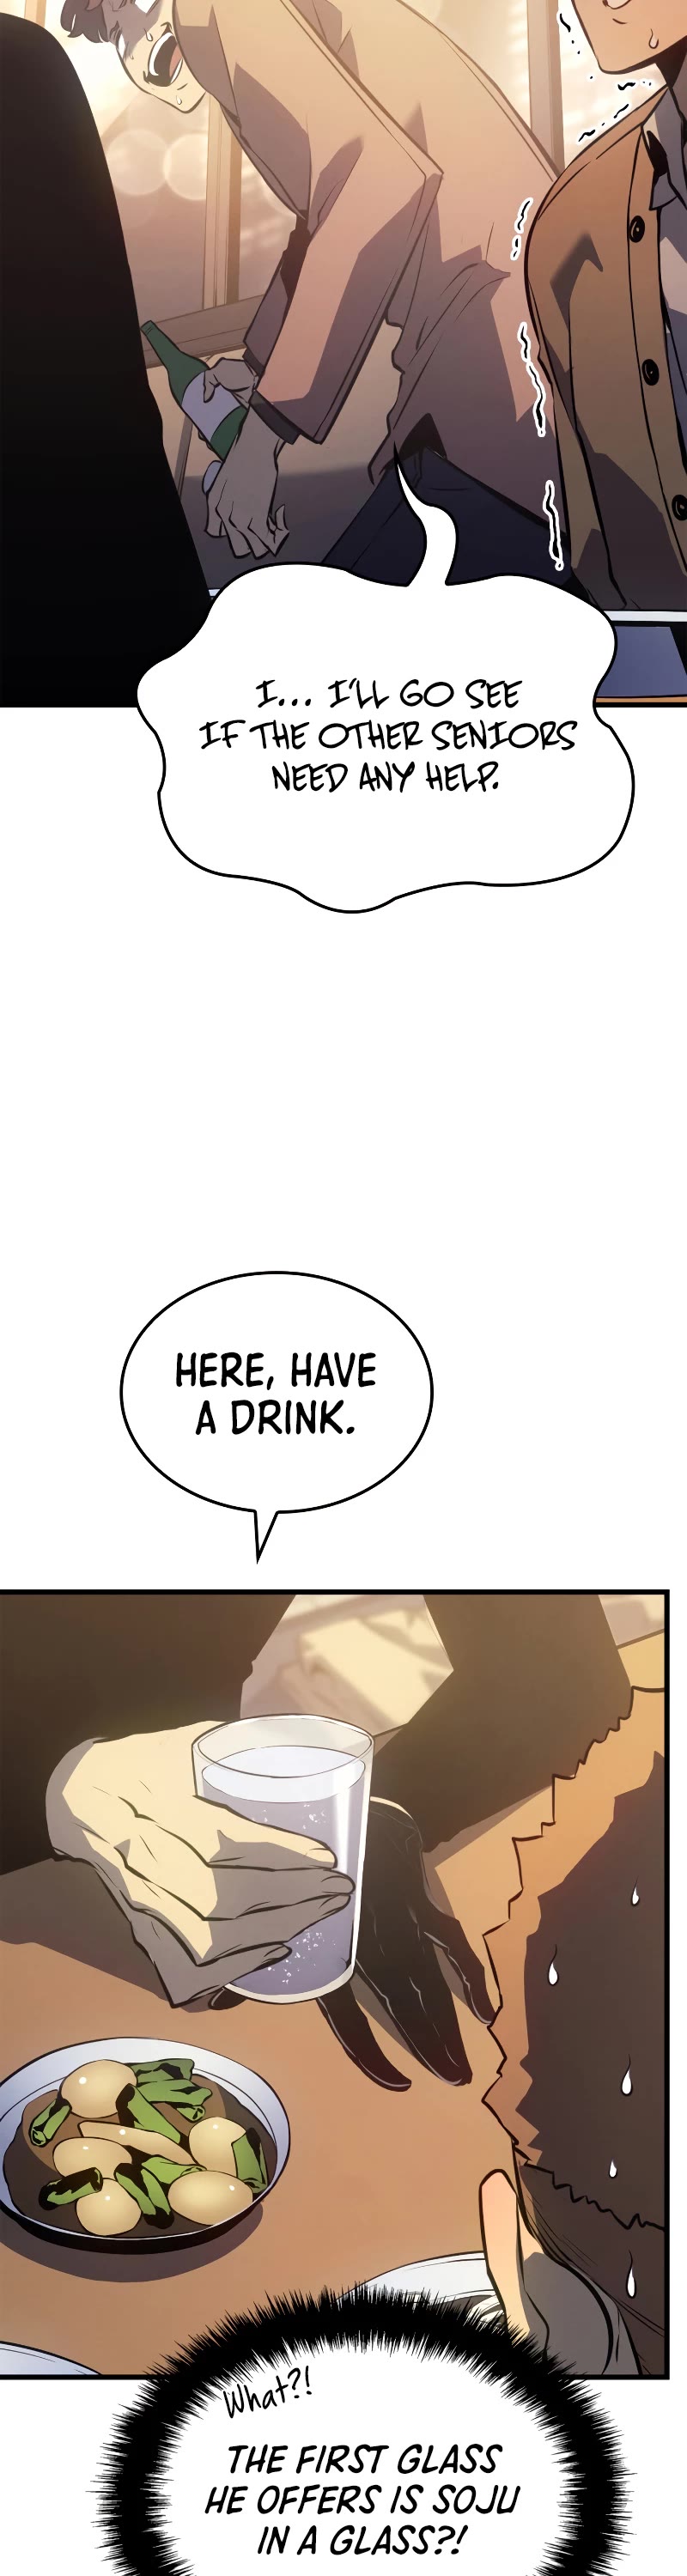 I... I'LL GO SEE
IF THE OTHER SENIORS
NEED ANY HELP.
HERE, HAVE
A DRINK.
What?!
THE FIRST GLASS
HE OFFERS IS SOJU
IN A GLASS?!